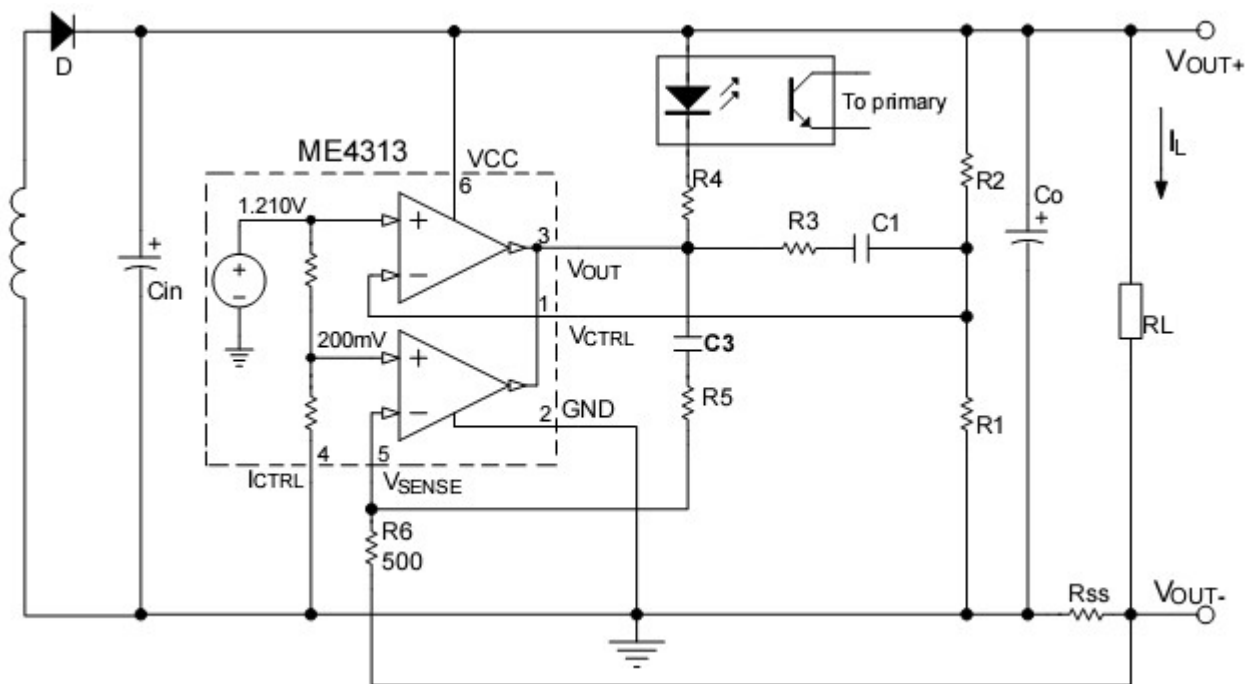 D
VOUT+
To primary
IL
ME4313
VCC
6
R4
R2
Co
+
1.210V
+
−
3
R3
C1
VOUT
+
Cin
+
−
1
VCTRL
RL
200mV
+
−
C3
R5
2
GND
R1
4
5
ICTRL
VSENSE
R6
500
Rss
VOUT-